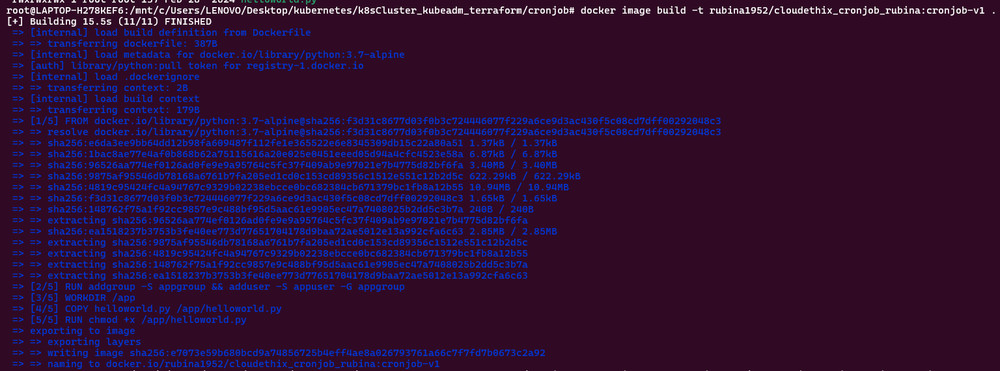 helloworld.py
root@LAPTOP-H278KEF6:/mnt/c/Users/LENOVO/Desktop/kubernetes/k8sCluster_kubeadm_terraform/cronjob# docker image build -t rubina1952/cloudethix_cronjob_rubina:cronjob-v1 .
[+] Building 15.5s (11/11) FINISHED
=> [internal] load build definition from Dockerfile
=> => transferring dockerfile: 387B
=> [internal] load metadata for docker.io/library/python:3.7-alpine
=> [auth] library/python:pull token for registry-1.docker.io
=> [internal] load .dockerignore
=> => transferring context: 2B
=> [internal] load build context
=> => transferring context: 179B
=> [1/5] FROM docker.io/library/python:3.7-alpine@sha256:f3d31c8677d03f0b3c724446077f229a6ce9d3ac430f5c08cd7dff00292048c3
=> => resolve docker.io/library/python:3.7-alpine@sha256:f3d31c8677d03f0b3c724446077f229a6ce9d3ac430f5c08cd7dff00292048c3
=> => sha256:e6da3ee9bb64dd12b98fa609487f112fe1e365522e6e8345309db15c22a80a51 1.37kB / 1.37kB
=> => sha256:1bac8ae77e4af0b868b62a75115616a20e025e0451eeed05d94a4cfc4523e58a 6.87kB / 6.87kB
=> => sha256:96526aa774ef0126ad0fe9e9a95764c5fc37f409ab9e97021e7b4775d82bf6fa 3.40MB / 3.40MB
=> => sha256:9875af95546db78168a6761b7fa205ed1cd0c153cd89356c1512e551c12b2d5c 622.29kB / 622.29kB
=> => sha256:4819c95424fc4a94767c9329b02238ebcce0bc682384cb671379bc1fb8a12b55 10.94MB / 10.94MB
=> => sha256:f3d31c8677d03f0b3c724446077f229a6ce9d3ac430f5c08cd7dff00292048c3 1.65kB / 1.65kB
=> => sha256:148762f75a1f92cc9857e9c488bf95d5aac61e9905ec47a7408025b2dd5c3b7a 240B / 240B
=> => extracting sha256:96526aa774ef0126ad0fe9e9a95764c5fc37f409ab9e97021e7b4775d82bf6fa
=> => sha256:ea1518237b3753b3fe40ee773d77651704178d9baa72ae5012e13a992cfa6c63 2.85MB / 2.85MB
=> => extracting sha256:9875af95546db78168a6761b7fa205ed1cd0c153cd89356c1512e551c12b2d5c
=> => extracting sha256:4819c95424fc4a94767c9329b02238ebcce0bc682384cb671379bc1fb8a12b55
=> => extracting sha256:148762f75a1f92cc9857e9c488bf95d5aac61e9905ec47a7408025b2dd5c3b7a
=> => extracting sha256:ea1518237b3753b3fe40ee773d77651704178d9baa72ae5012e13a992cfa6c63
=> [2/5] RUN addgroup -S appgroup && adduser -S appuser -G appgroup
=> [3/5] WORKDIR /app
=> [4/5] COPY helloworld.py /app/helloworld.py
=> [5/5] RUN chmod +x /app/helloworld.py
=> exporting to image
=> => exporting layers
=> => writing image sha256:e7073e59b680bcd9a74856725b4eff4ae8a026793761a66c7f7fd7b0673c2a92
=> => naming to docker.io/rubina1952/cloudethix_cronjob_rubina:cronjob-v1